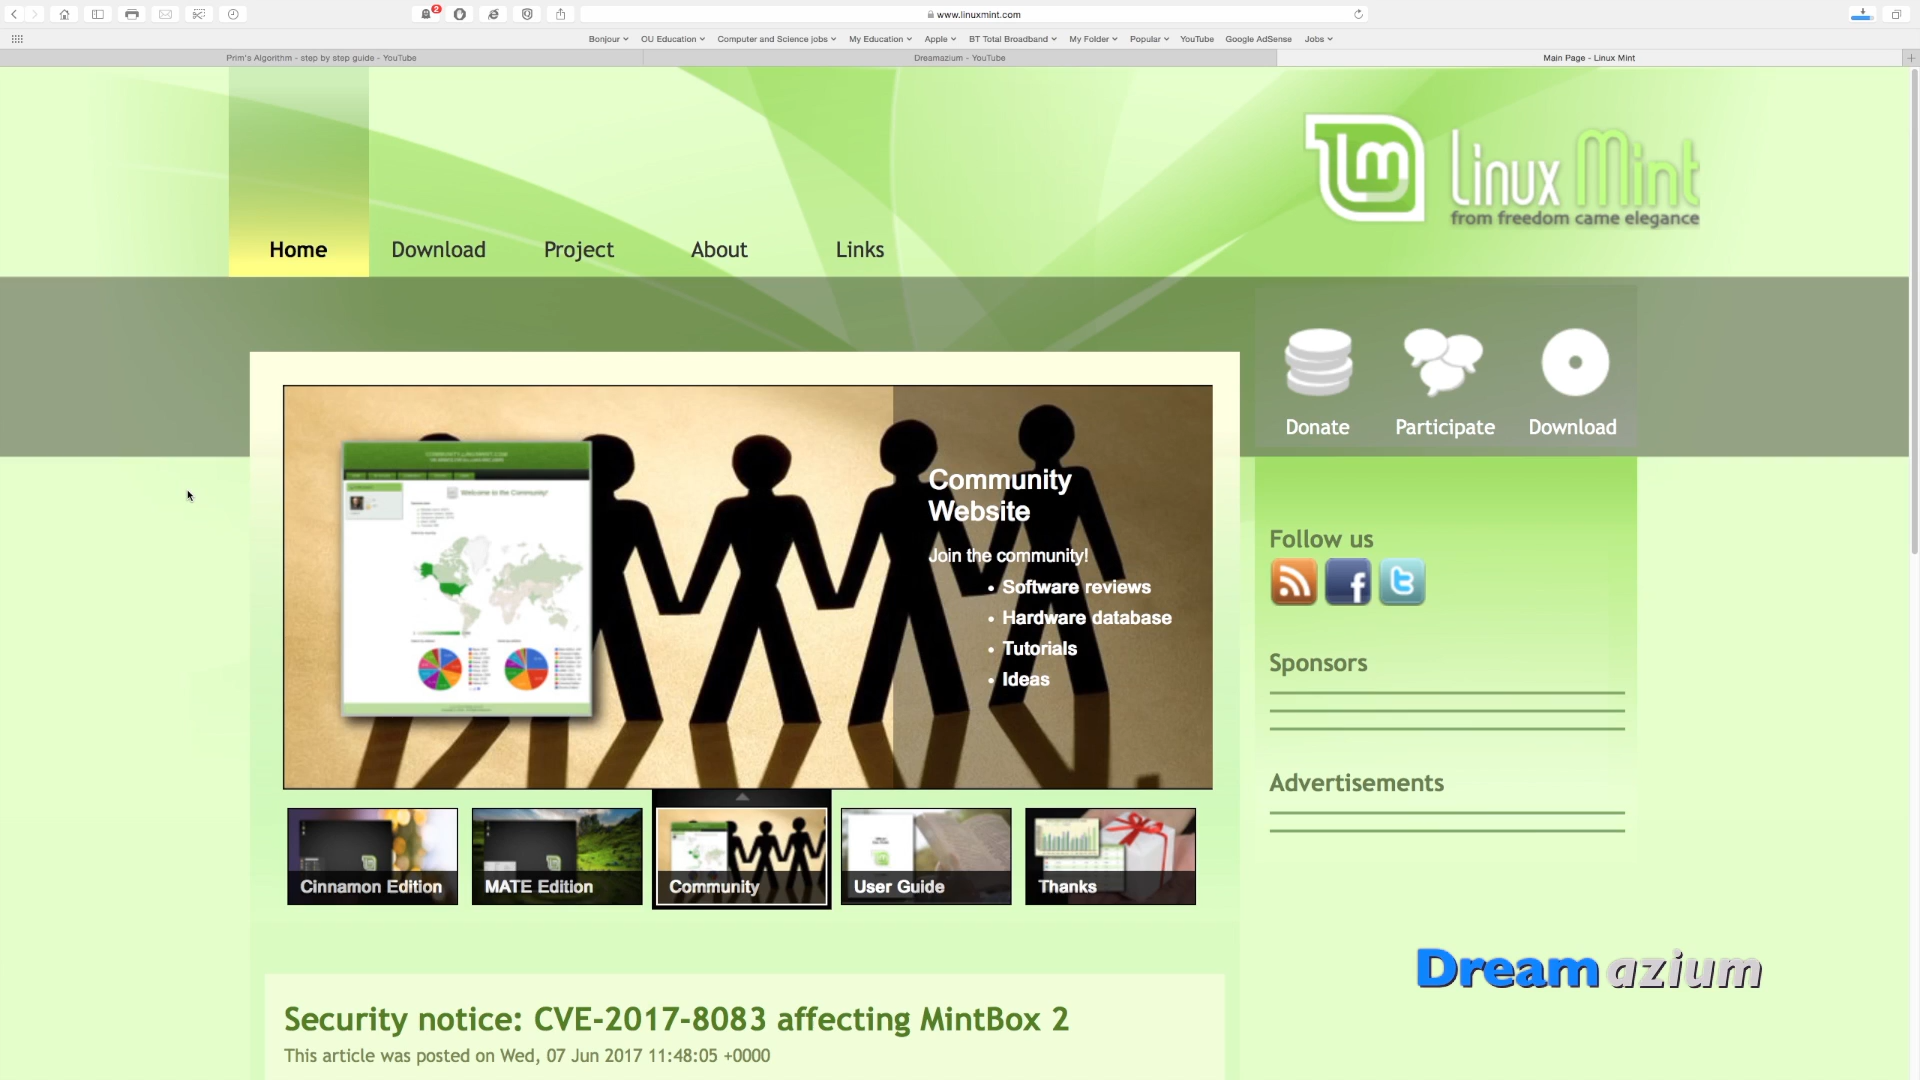 2
www.linuxmint.com
Bonjour OU Education Computer and Science jobs My Education Apple BT Total Broadband My Folder Popular YouTube Google AdSense Jobs
Prim's Algorithm - step by step guide - YouTube
Dreamazium - YouTube
Main Page - Linux Mint
Linux Mint
from freedom came elegance
Home Download Project About Links
Donate Participate Download
Welcome to the Community!
Community
Website
Join the community!
• Software reviews
• Hardware database
• Tutorials
• Ideas
Follow us
Sponsors
Advertisements
Cinnamon Edition MATE Edition Community User Guide Thanks
Dreamazium
Security notice: CVE-2017-8083 affecting MintBox 2
This article was posted on Wed, 07 Jun 2017 11:48:05 +0000